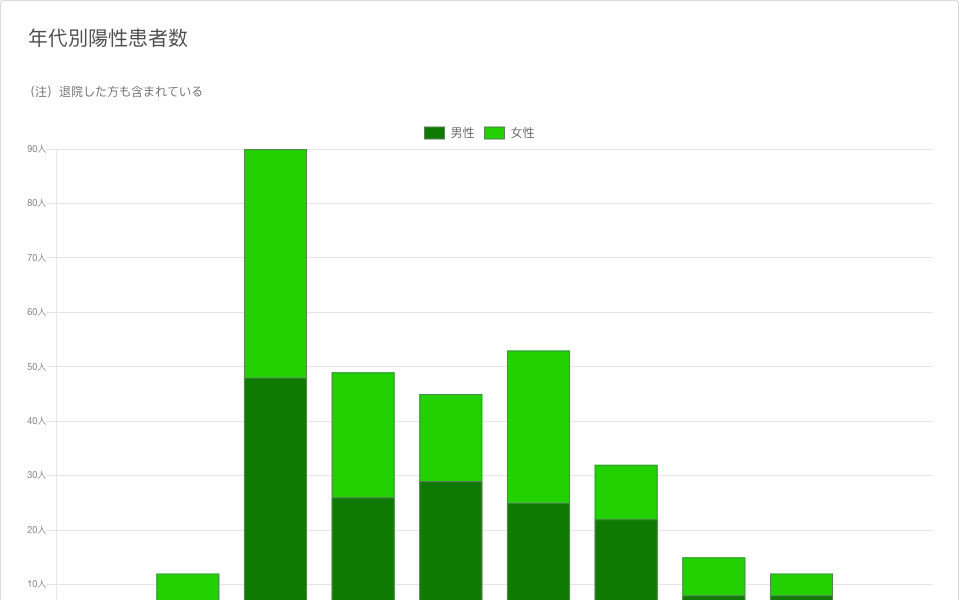 年代別陽性患者数
（注）退院した方も含まれている
男性 女性
90人
80人
70人
60人
50人
40人
30人
20人
10人